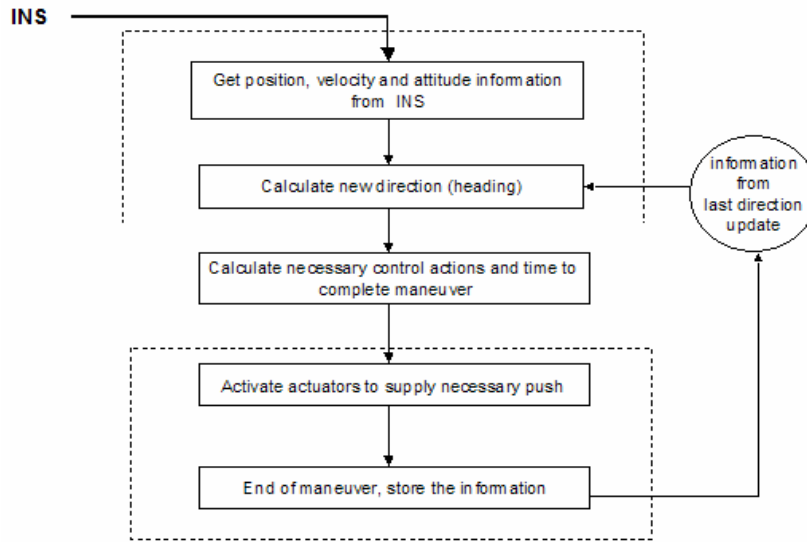 INS
Get position, velocity and attitude information
from INS
Calculate new direction (heading)
information
from
last direction
update
Calculate necessary control actions and time to
complete maneuver
Activate actuators to supply necessary push
End of maneuver, store the information